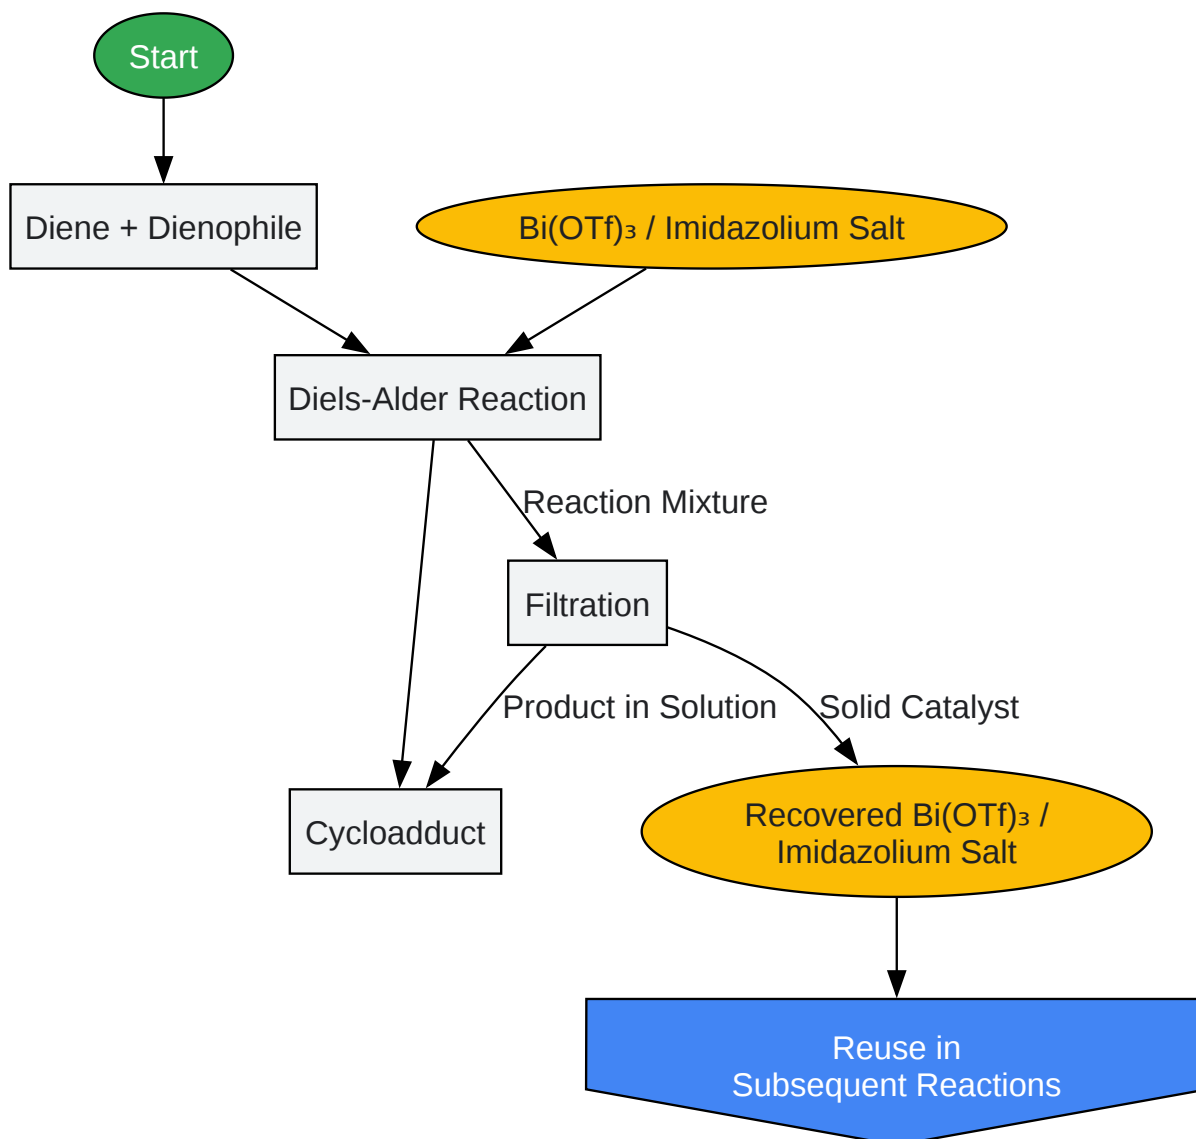 Start
Diene + Dienophile
Bi(OTf)₃ / Imidazolium Salt
Diels-Alder Reaction
Reaction Mixture
Filtration
Product in Solution
Solid Catalyst
Cycloadduct
Recovered Bi(OTf)₃ /
Imidazolium Salt
Reuse in
Subsequent Reactions